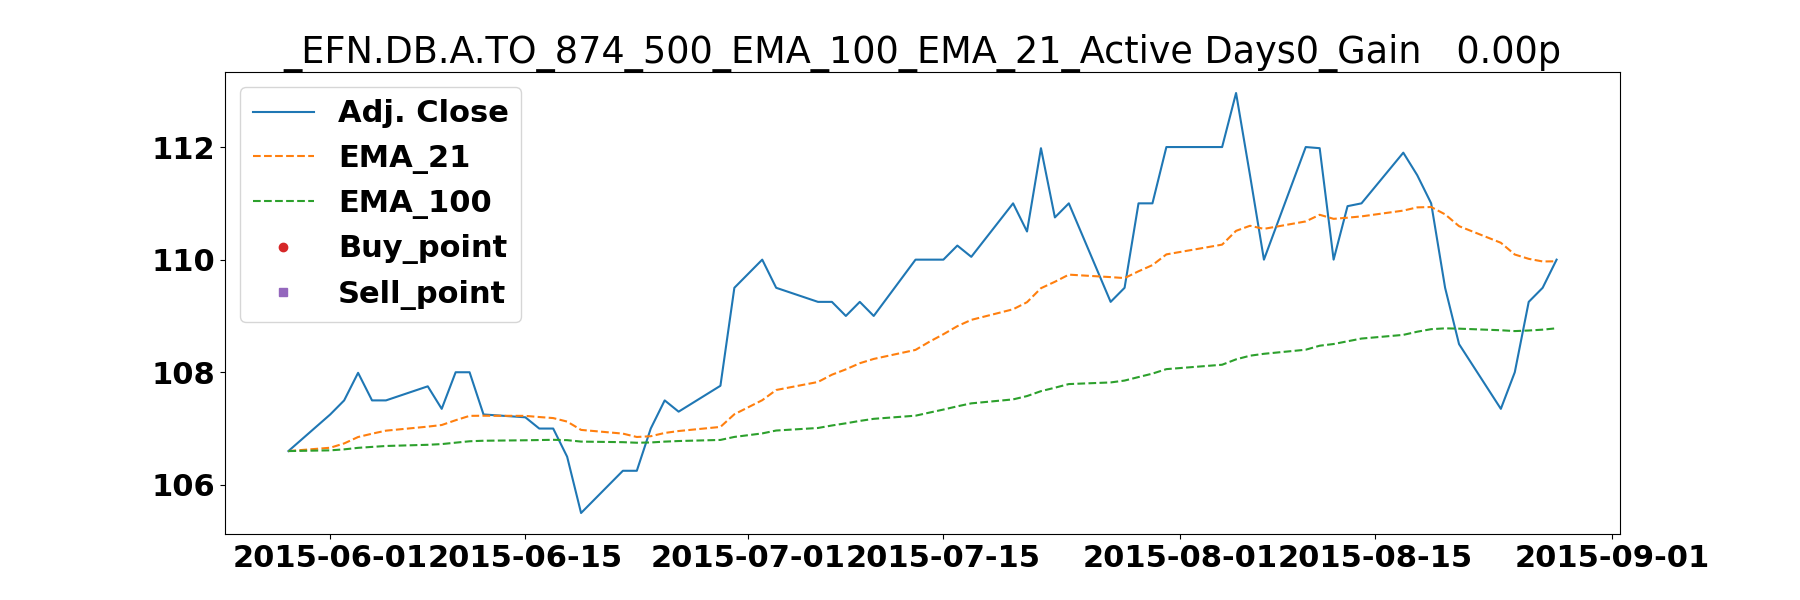 _EFN.DB.A.TO_874_500_EMA_100_EMA_21_Active Days0_Gain   0.00p
Adj. Close
EMA_21
EMA_100
Buy_point
Sell_point
112
110
108
106
2015-06-01 2015-06-15 2015-07-01 2015-07-15 2015-08-01 2015-08-15 2015-09-01